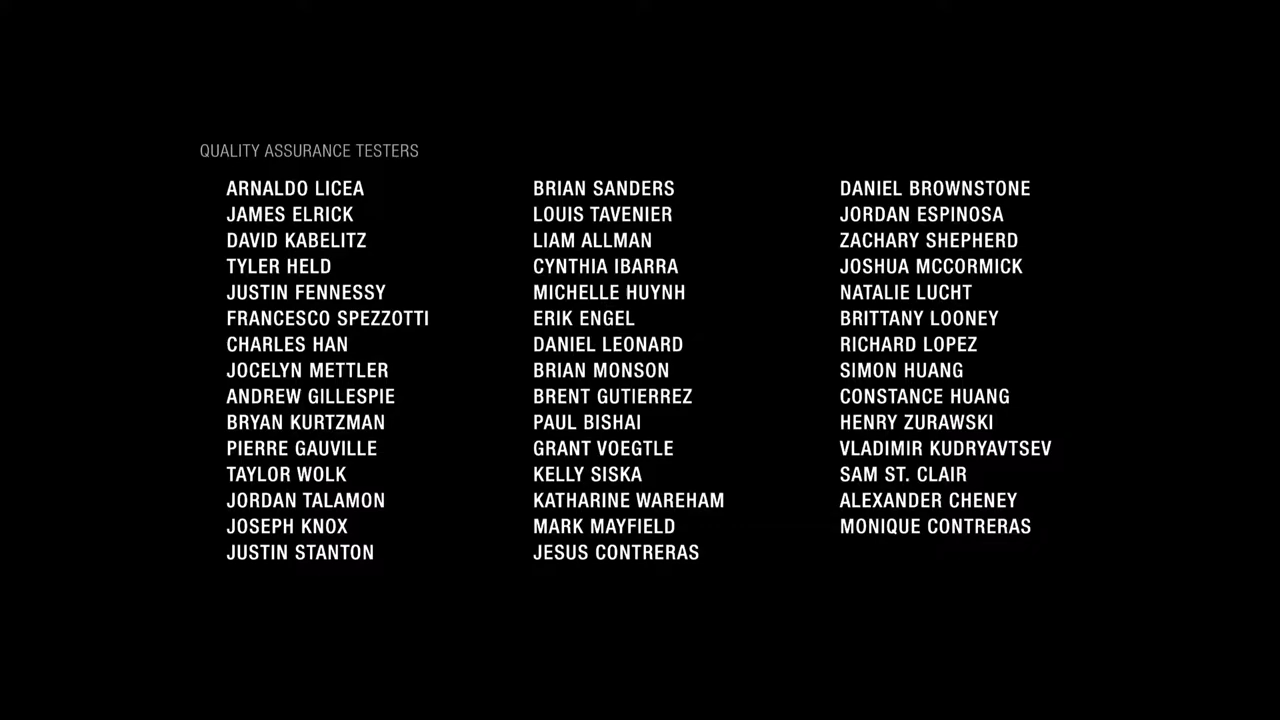 QUALITY ASSURANCE TESTERS
ARNALDO LICEA
JAMES ELRICK
DAVID KABELITZ
TYLER HELD
JUSTIN FENNESSY
FRANCESCO SPEZZOTTI
CHARLES HAN
JOCELYN METTLER
ANDREW GILLESPIE
BRYAN KURTZMAN
PIERRE GAUVILLE
TAYLOR WOLK
JORDAN TALAMON
JOSEPH KNOX
JUSTIN STANTON
BRIAN SANDERS
LOUIS TAVENIER
LIAM ALLMAN
CYNTHIA IBARRA
MICHELLE HUYNH
ERIK ENGEL
DANIEL LEONARD
BRIAN MONSON
BRENT GUTIERREZ
PAUL BISHAI
GRANT VOEGTLE
KELLY SISKA
KATHARINE WAREHAM
MARK MAYFIELD
JESUS CONTRERAS
DANIEL BROWNSTONE
JORDAN ESPINOSA
ZACHARY SHEPHERD
JOSHUA MCCORMICK
NATALIE LUCHT
BRITTANY LOONEY
RICHARD LOPEZ
SIMON HUANG
CONSTANCE HUANG
HENRY ZURAWSKI
VLADIMIR KUDRYAVTSEV
SAM ST. CLAIR
ALEXANDER CHENEY
MONIQUE CONTRERAS